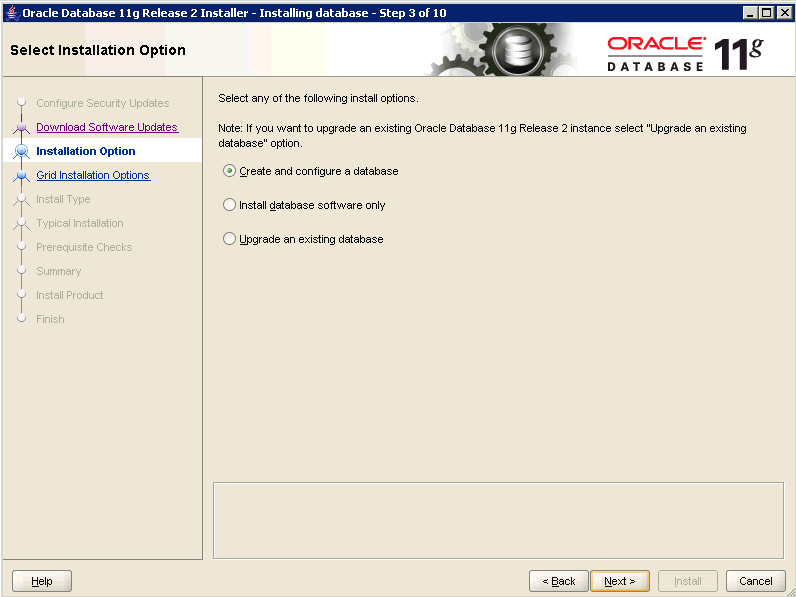 Oracle Database 11g Release 2 Installer - Installing database - Step 3 of 10
Select Installation Option
ORACLE®
DATABASE
11g
Configure Security Updates
Download Software Updates
Installation Option
Grid Installation Options
Install Type
Typical Installation
Prerequisite Checks
Summary
Install Product
Finish
Select any of the following install options.
Note: If you want to upgrade an existing Oracle Database 11g Release 2 instance select "Upgrade an existing
database" option.
Create and configure a database
Install database software only
Upgrade an existing database
Help
< Back
Next >
Install
Cancel